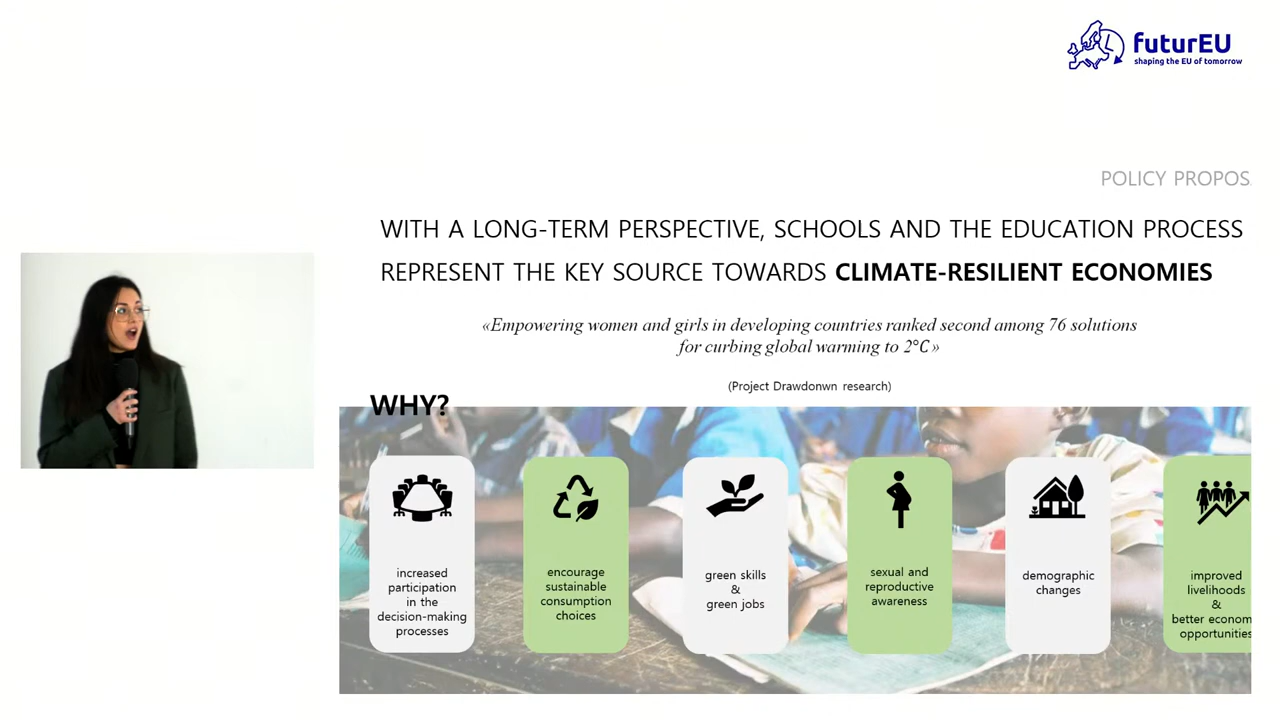 futurEU
shaping the EU of tomorrow
POLICY PROPOS
WITH A LONG-TERM PERSPECTIVE, SCHOOLS AND THE EDUCATION PROCESS
REPRESENT THE KEY SOURCE TOWARDS CLIMATE-RESILIENT ECONOMIES
«Empowering women and girls in developing countries ranked second among 76 solutions
for curbing global warming to 2°C»
(Project Drawdonwn research)
WHY?
increased
participation
in the
decision-making
processes
encourage
sustainable
consumption
choices
green skills
&
green jobs
sexual and
reproductive
awareness
demographic
changes
improved
livelihoods
&
better econom
opportunities